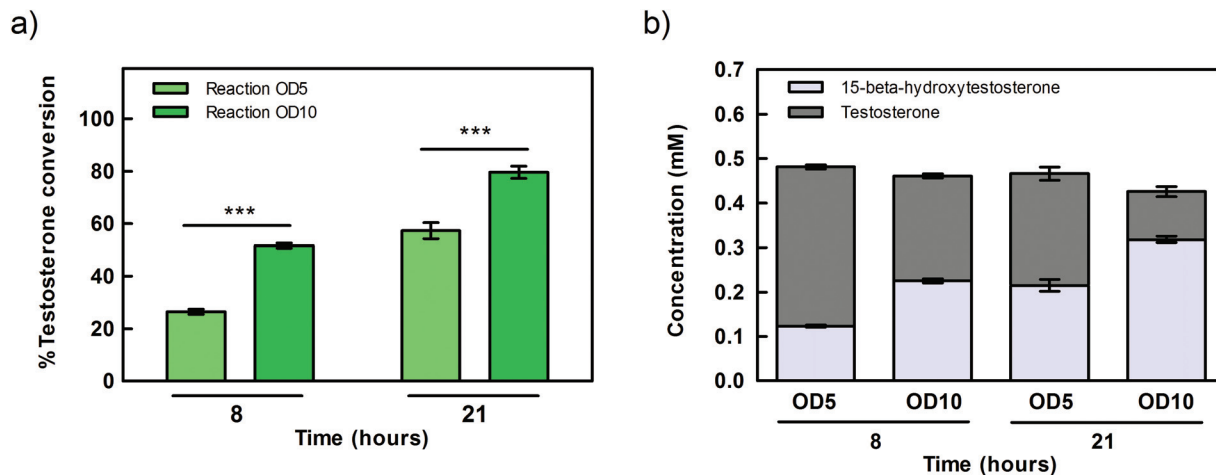 a)
%Testosterone conversion
100
80
60
40
20
0
Reaction OD5
Reaction OD10
***
***
8
21
Time (hours)
b)
Concentration (mM)
0.7
0.6
0.5
0.4
0.3
0.2
0.1
0.0
15-beta-hydroxytestosterone
Testosterone
OD5 OD10 OD5 OD10
8
21
Time (hours)